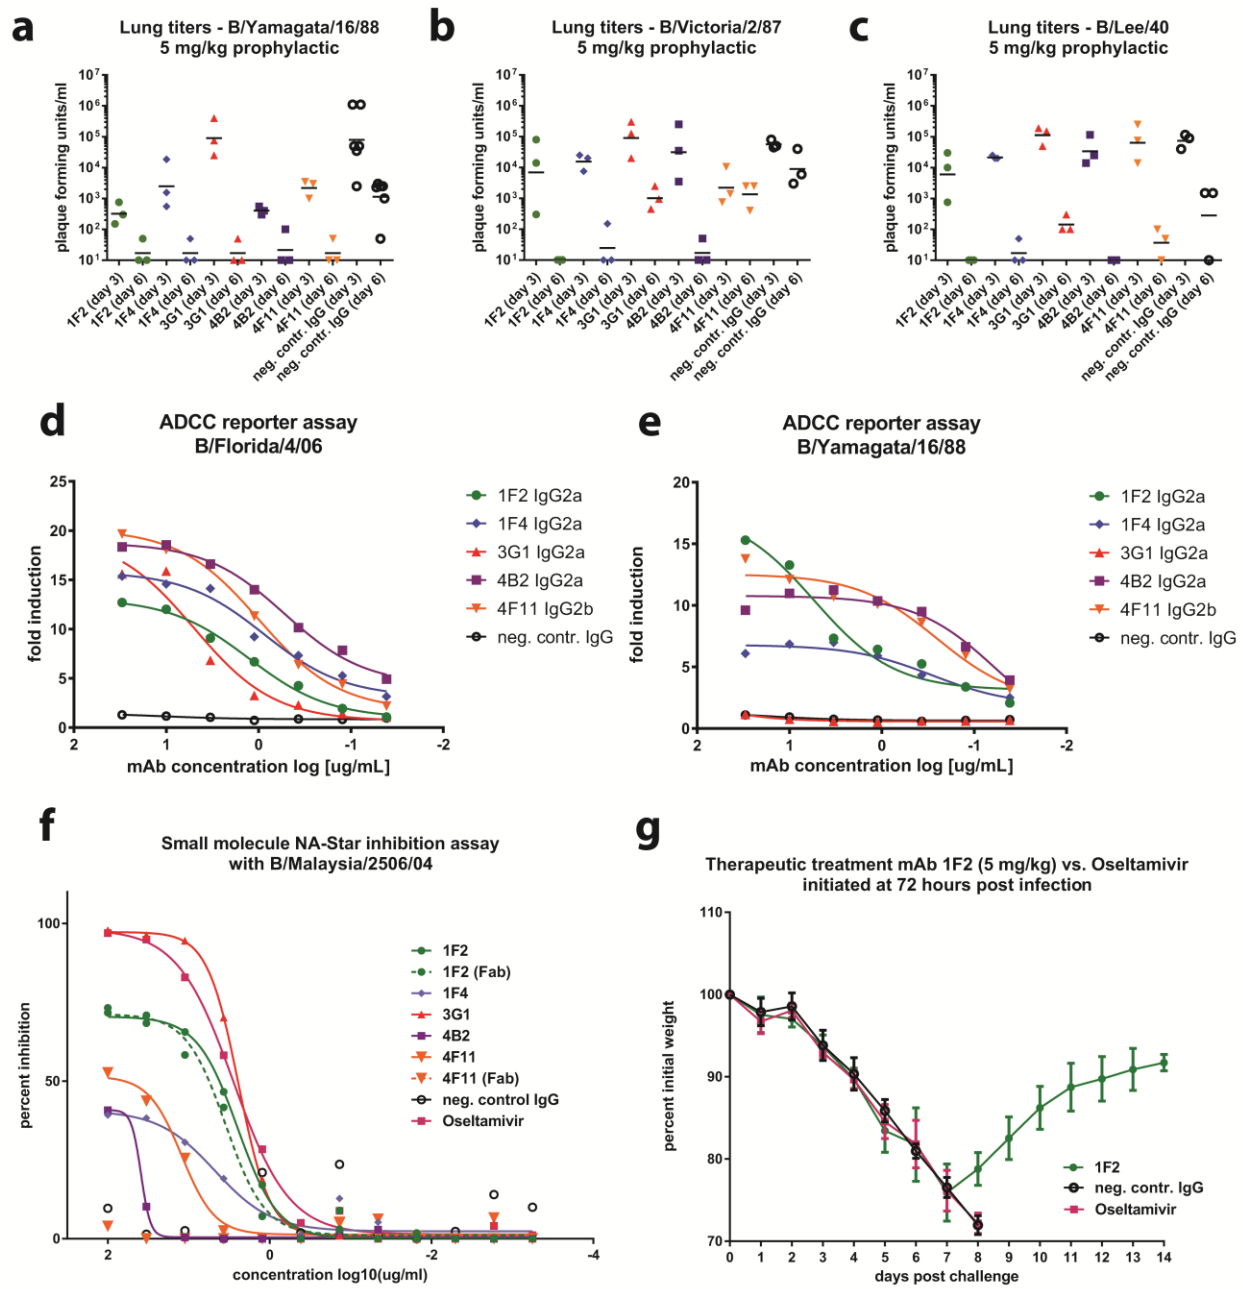 a
Lung titers - B/Yamagata/16/88
5 mg/kg prophylactic
plaque forming units/ml
10⁷
10⁶
10⁵
10⁴
10³
10²
10¹
1F2 (day 3)
1F2 (day 6)
1F4 (day 3)
1F4 (day 6)
3G1 (day 3)
3G1 (day 6)
4B2 (day 3)
4B2 (day 6)
4F11 (day 3)
4F11 (day 6)
neg. contr. IgG (day 3)
neg. contr. IgG (day 6)
b
Lung titers - B/Victoria/2/87
5 mg/kg prophylactic
plaque forming units/ml
10⁷
10⁶
10⁵
10⁴
10³
10²
10¹
1F2 (day 3)
1F2 (day 6)
1F4 (day 3)
1F4 (day 6)
3G1 (day 3)
3G1 (day 6)
4B2 (day 3)
4B2 (day 6)
4F11 (day 3)
4F11 (day 6)
neg. contr. IgG (day 3)
neg. contr. IgG (day 6)
c
Lung titers - B/Lee/40
5 mg/kg prophylactic
plaque forming units/ml
10⁷
10⁶
10⁵
10⁴
10³
10²
10¹
1F2 (day 3)
1F2 (day 6)
1F4 (day 3)
1F4 (day 6)
3G1 (day 3)
3G1 (day 6)
4B2 (day 3)
4B2 (day 6)
4F11 (day 3)
4F11 (day 6)
neg. contr. IgG (day 3)
neg. contr. IgG (day 6)
d
ADCC reporter assay
B/Florida/4/06
fold induction
25
20
15
10
5
0
2 1 0 -1 -2
mAb concentration log [ug/mL]
1F2 IgG2a
1F4 IgG2a
3G1 IgG2a
4B2 IgG2a
4F11 IgG2b
neg. contr. IgG
e
ADCC reporter assay
B/Yamagata/16/88
fold induction
20
15
10
5
0
2 1 0 -1 -2
mAb concentration log [ug/mL]
1F2 IgG2a
1F4 IgG2a
3G1 IgG2a
4B2 IgG2a
4F11 IgG2b
neg. contr. IgG
f
Small molecule NA-Star inhibition assay
with B/Malaysia/2506/04
percent inhibition
100
50
0
2 0 -2 -4
concentration log10(ug/ml)
1F2
1F2 (Fab)
1F4
3G1
4B2
4F11
4F11 (Fab)
neg. control IgG
Oseltamivir
g
Therapeutic treatment mAb 1F2 (5 mg/kg) vs. Oseltamivir
initiated at 72 hours post infection
percent initial weight
110
100
90
80
70
0 1 2 3 4 5 6 7 8 9 10 11 12 13 14
days post challenge
1F2
neg. contr. IgG
Oseltamivir